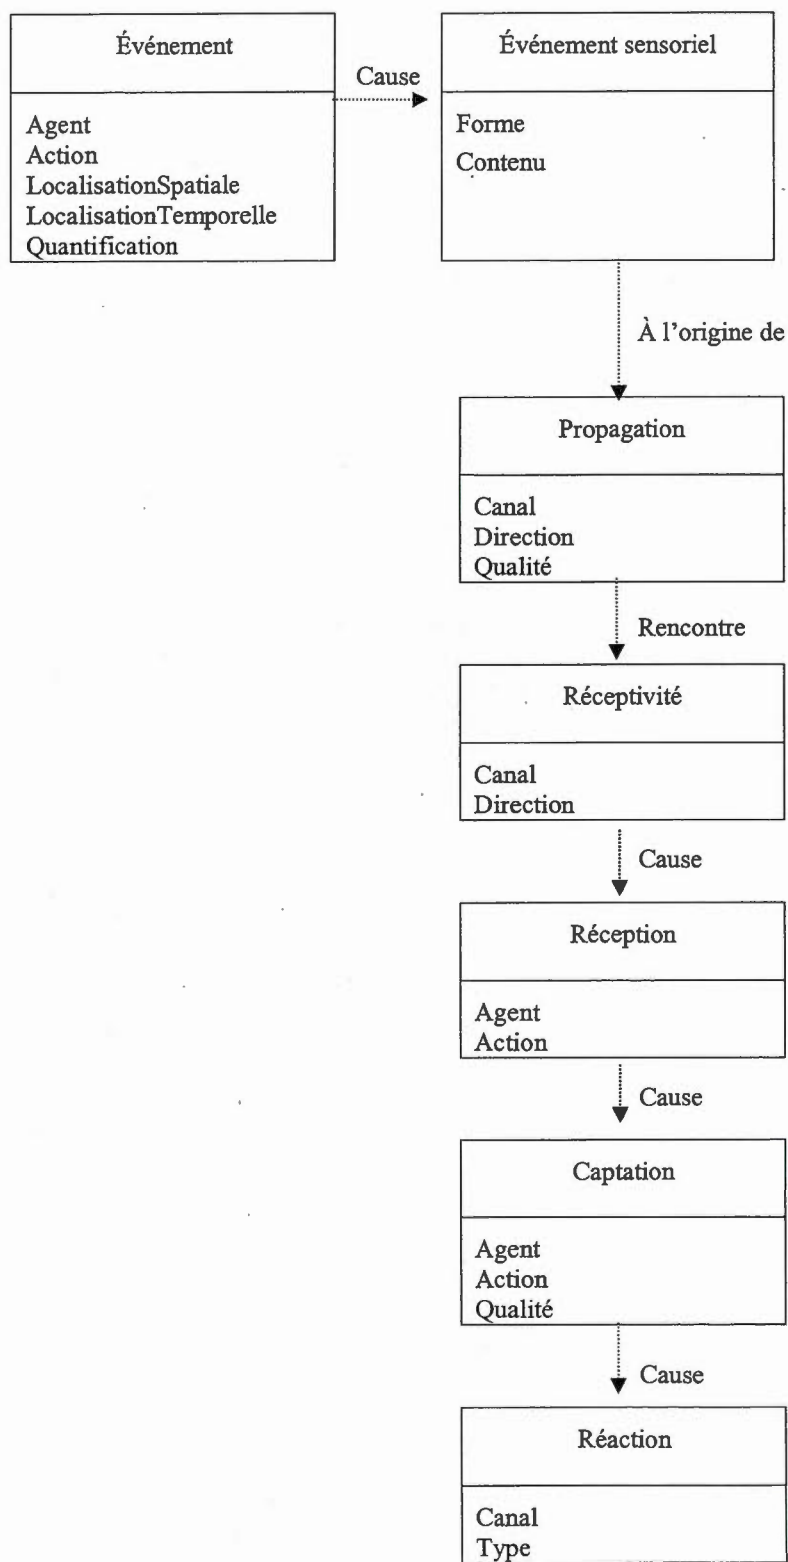 Événement
Cause
Événement sensoriel
Agent
Action
LocalisationSpatiale
LocalisationTemporelle
Quantification
Forme
Contenu
À l'origine de
Propagation
Canal
Direction
Qualité
Rencontre
Réceptivité
Canal
Direction
Cause
Réception
Agent
Action
Cause
Captation
Agent
Action
Qualité
Cause
Réaction
Canal
Type